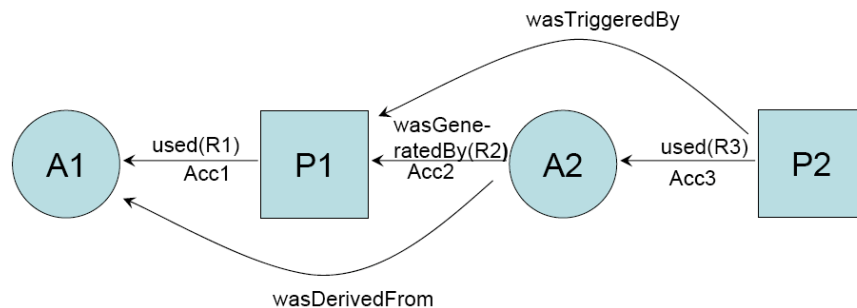 wasTriggeredBy
A1
used(R1)
Acc1
P1
wasGene-
ratedBy(R2)
Acc2
A2
used(R3)
Acc3
P2
wasDerivedFrom